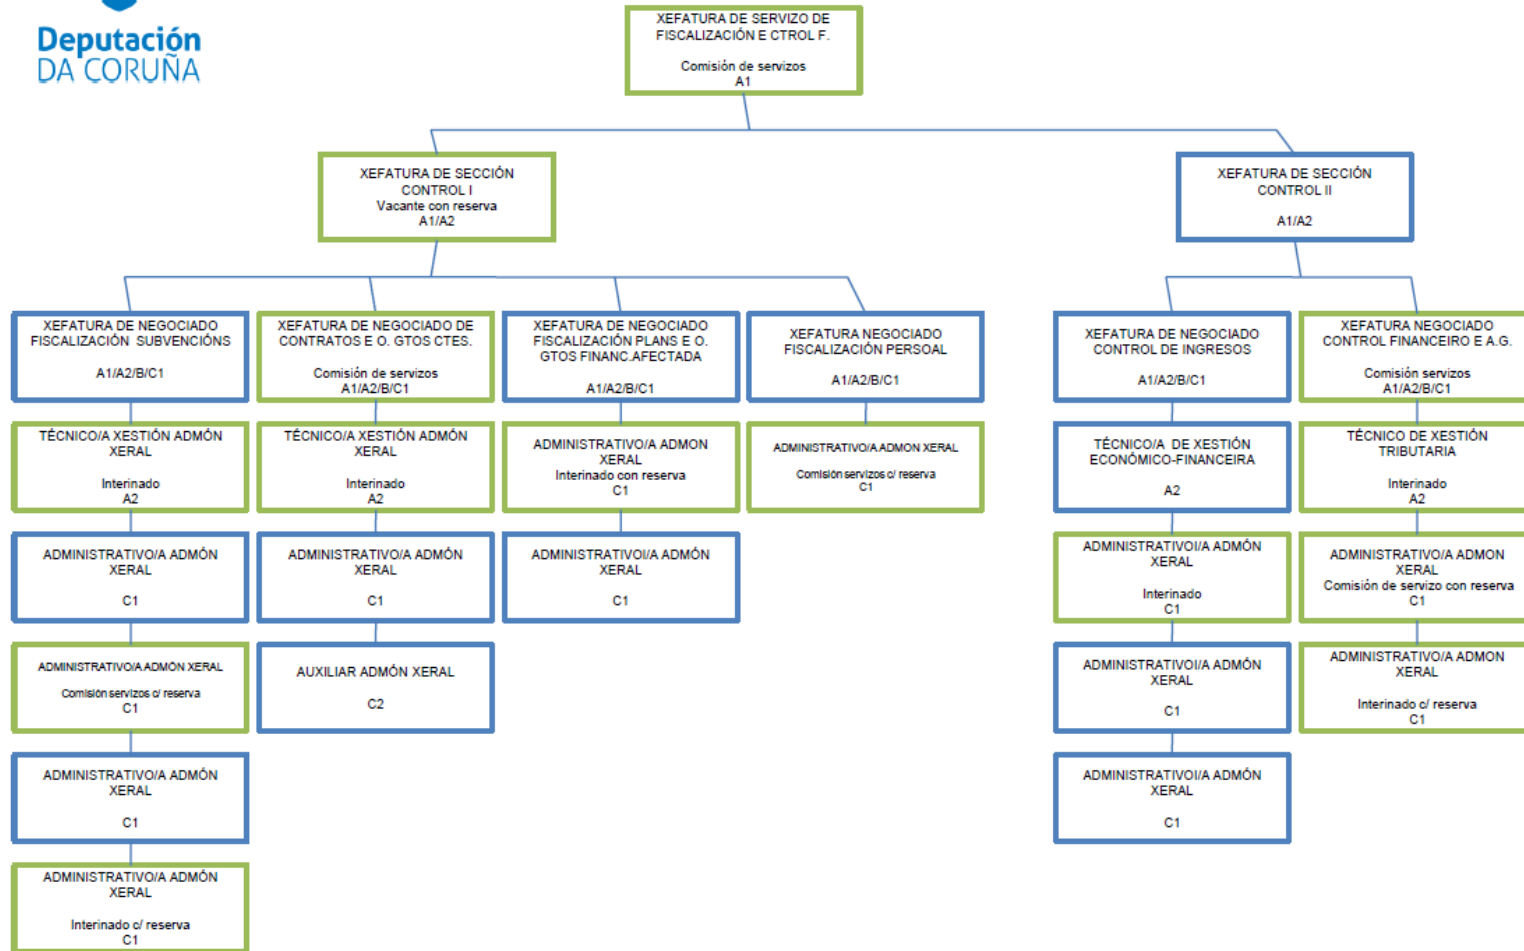 Deputación
DA CORUÑA
XEFATURA DE SERVIZO DE
FISCALIZACIÓN E CTROL F.
Comisión de servizos
A1
XEFATURA DE SECCIÓN
CONTROL I
Vacante con reserva
A1/A2
XEFATURA DE SECCIÓN
CONTROL II
A1/A2
XEFATURA DE NEGOCIADO
FISCALIZACIÓN SUBVENCIÓNS
A1/A2/B/C1
XEFATURA DE NEGOCIADO DE
CONTRATOS E O. GTOS CTES.
Comisión de servizos
A1/A2/B/C1
XEFATURA DE NEGOCIADO
FISCALIZACIÓN PLANS E O.
GTOS FINANC.AFECTADA
A1/A2/B/C1
XEFATURA NEGOCIADO
FISCALIZACIÓN PERSOAL
A1/A2/B/C1
XEFATURA DE NEGOCIADO
CONTROL DE INGRESOS
A1/A2/B/C1
XEFATURA NEGOCIADO
CONTROL FINANCEIRO E A.G.
Comisión servizos
A1/A2/B/C1
TÉCNICO/A XESTIÓN ADMÓN
XERAL
Interinado
A2
TÉCNICO/A XESTIÓN ADMÓN
XERAL
Interinado
A2
ADMINISTRATIVO/A ADMON
XERAL
Interinado con reserva
C1
ADMINISTRATIVO/A ADMON XERAL
Comisión servizos c/ reserva
C1
TÉCNICO/A DE XESTIÓN
ECONÓMICO-FINANCEIRA
A2
TÉCNICO DE XESTIÓN
TRIBUTARIA
Interinado
A2
ADMINISTRATIVO/A ADMÓN
XERAL
C1
ADMINISTRATIVO/A ADMÓN
XERAL
C1
ADMINISTRATIVOI/A ADMÓN
XERAL
C1
ADMINISTRATIVOI/A ADMÓN
XERAL
Interinado
C1
ADMINISTRATIVO/A ADMON
XERAL
Comisión de servizo con reserva
C1
ADMINISTRATIVO/A ADMÓN XERAL
Comisión servizos c/ reserva
C1
AUXILIAR ADMÓN XERAL
C2
ADMINISTRATIVOI/A ADMÓN
XERAL
C1
ADMINISTRATIVO/A ADMON
XERAL
Interinado c/ reserva
C1
ADMINISTRATIVO/A ADMÓN
XERAL
C1
ADMINISTRATIVOI/A ADMÓN
XERAL
C1
ADMINISTRATIVO/A ADMÓN
XERAL
Interinado c/ reserva
C1